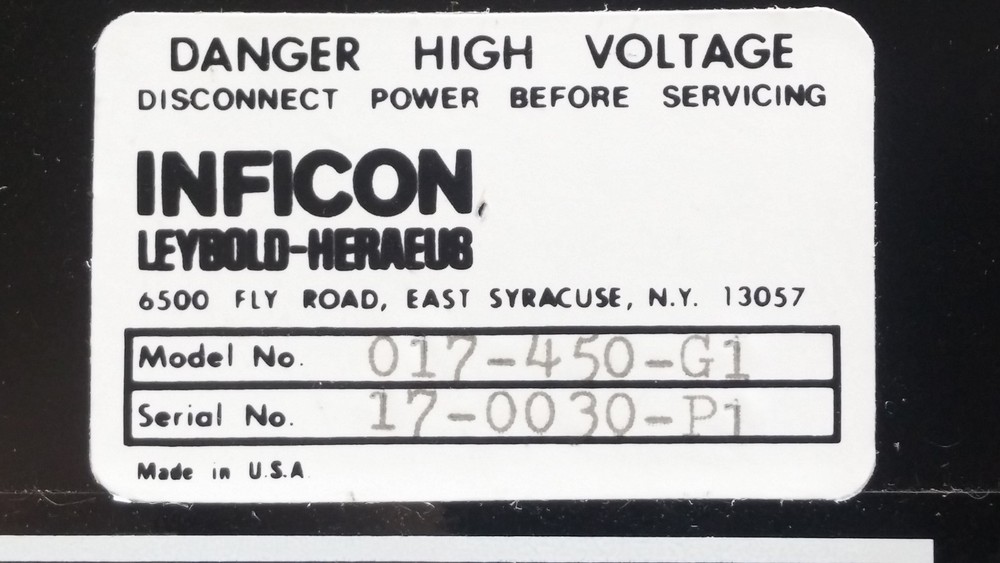 DANGER HIGH VOLTAGE
DISCONNECT POWER BEFORE SERVICING
INFICON
LEYBOLD-HERAEUS
6500 FLY ROAD, EAST SYRACUSE, N.Y. 13057
Model No. 017-450-G1
Serial No. 17-0030-P1
Made in U.S.A.